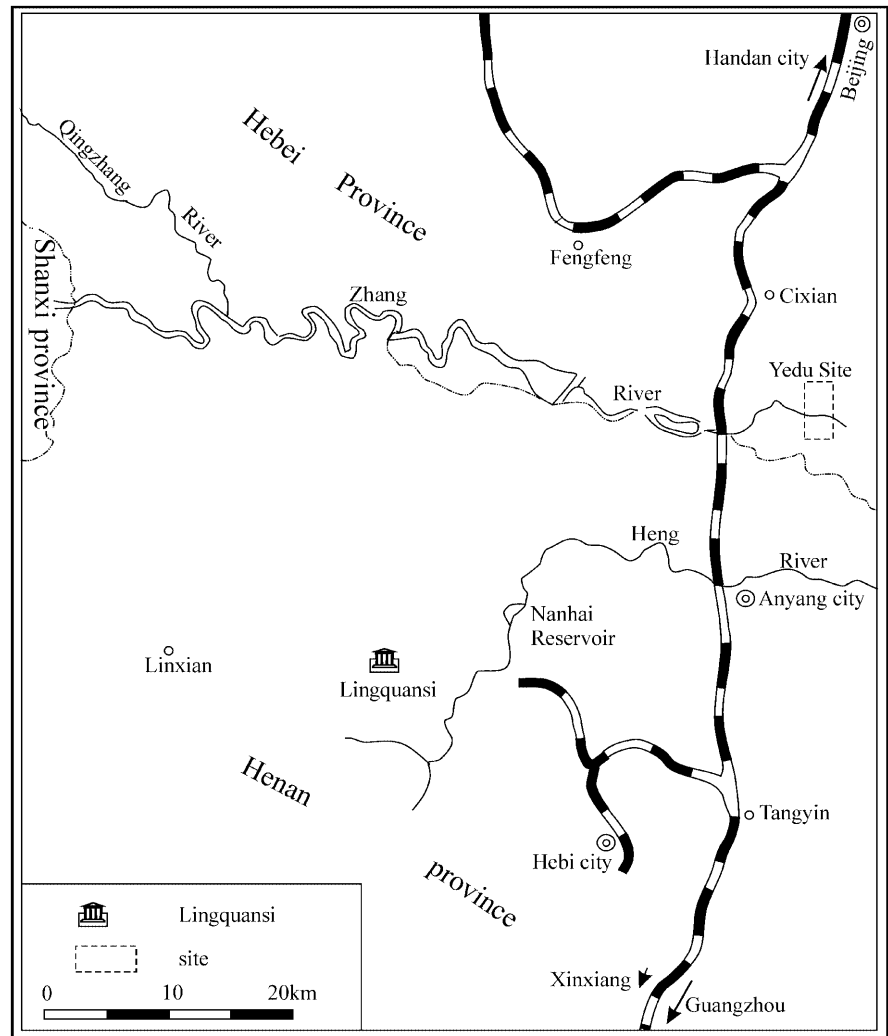 Handan city
Beijing
Hebei
Province
Qingzhang
River
Fengfeng
Shanxi province
Zhang
Cixian
Yedu Site
River
Heng
River
Nanhai
Reservoir
Anyang city
Linxian
Lingquansi
Henan
province
Tangyin
Hebi city
Lingquansi
site
0 10 20km
Xinxiang
Guangzhou